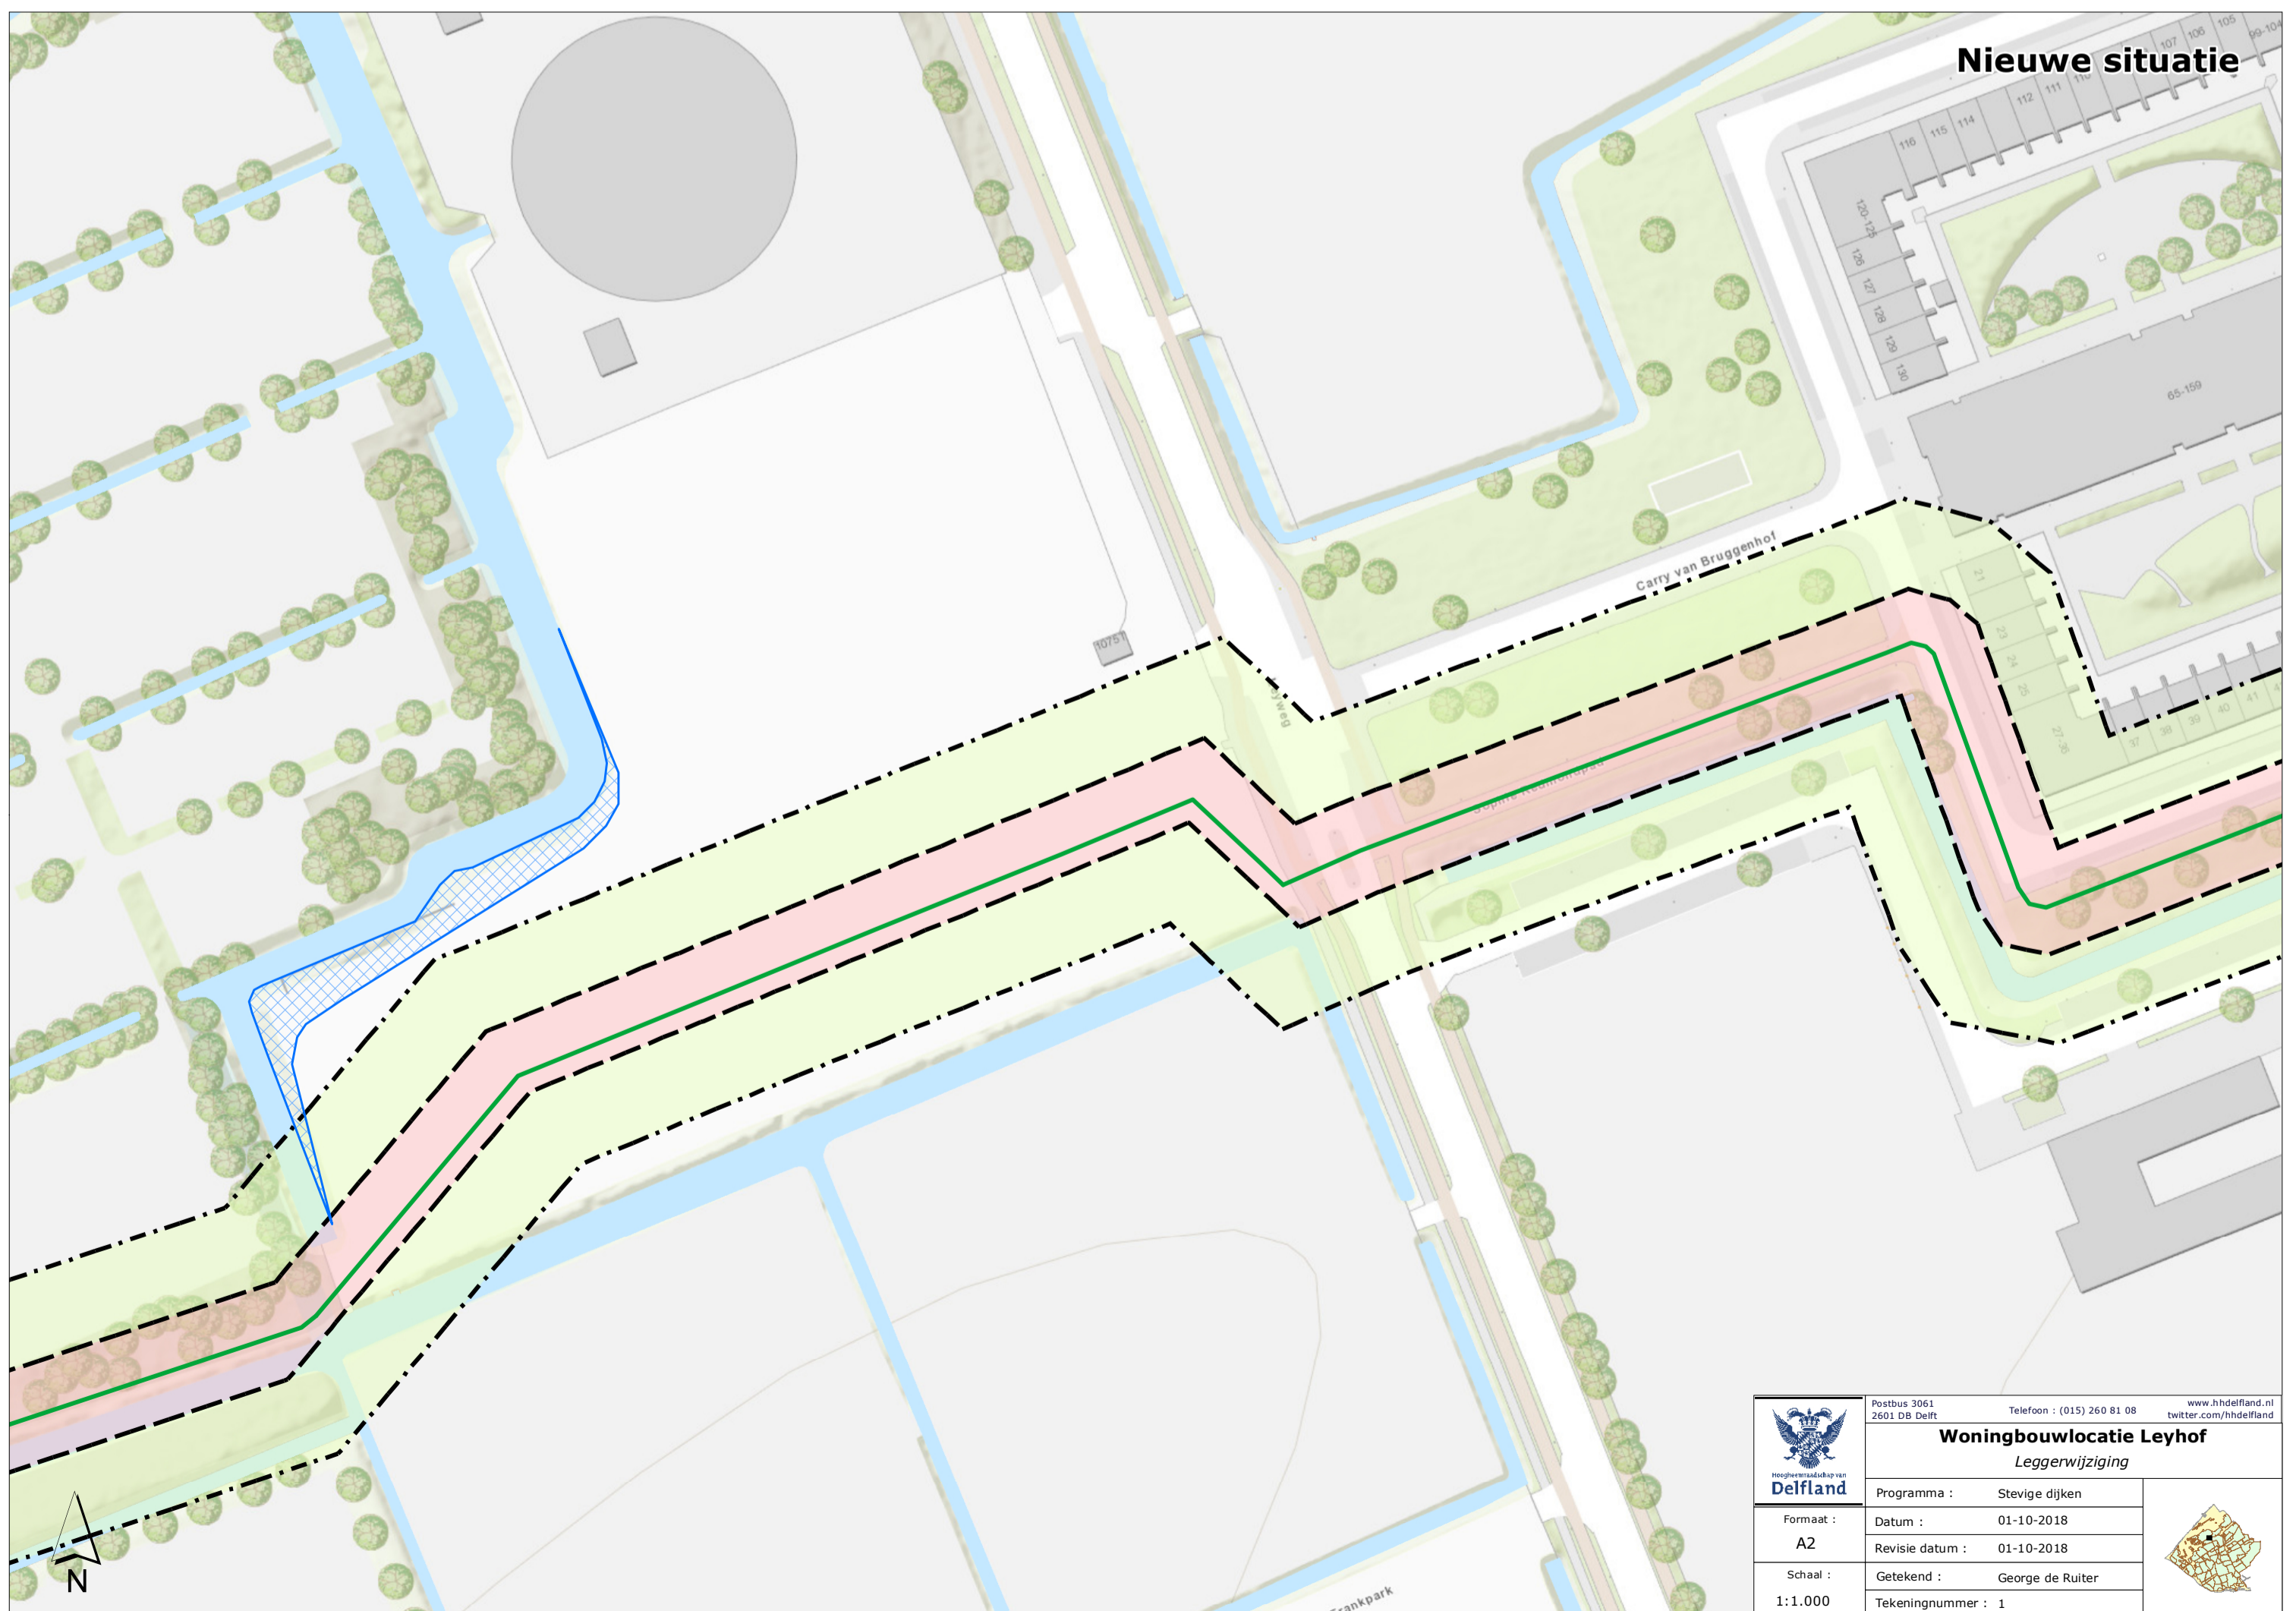 Nieuwe situatie
105
99-104
106
107
110
111
112
114
115
116
120-125
126
127
128
129
130
65-159
Carry van Bruggenhof
21
23
24
25
37
38
39
40
41
10751
Leyweg
N
Postbus 3061
2601 DB Delft
Telefoon : (015) 260 81 08
www.hhdelfland.nl
twitter.com/hhdelfland
Woningbouwlocatie Leyhof
Leggerwijziging
Hoogheemraadschap van
Delfland
Programma : Stevige dijken
Formaat :
A2
Datum : 01-10-2018
Revisie datum : 01-10-2018
Schaal :
1:1.000
Getekend : George de Ruiter
Tekeningnummer : 1